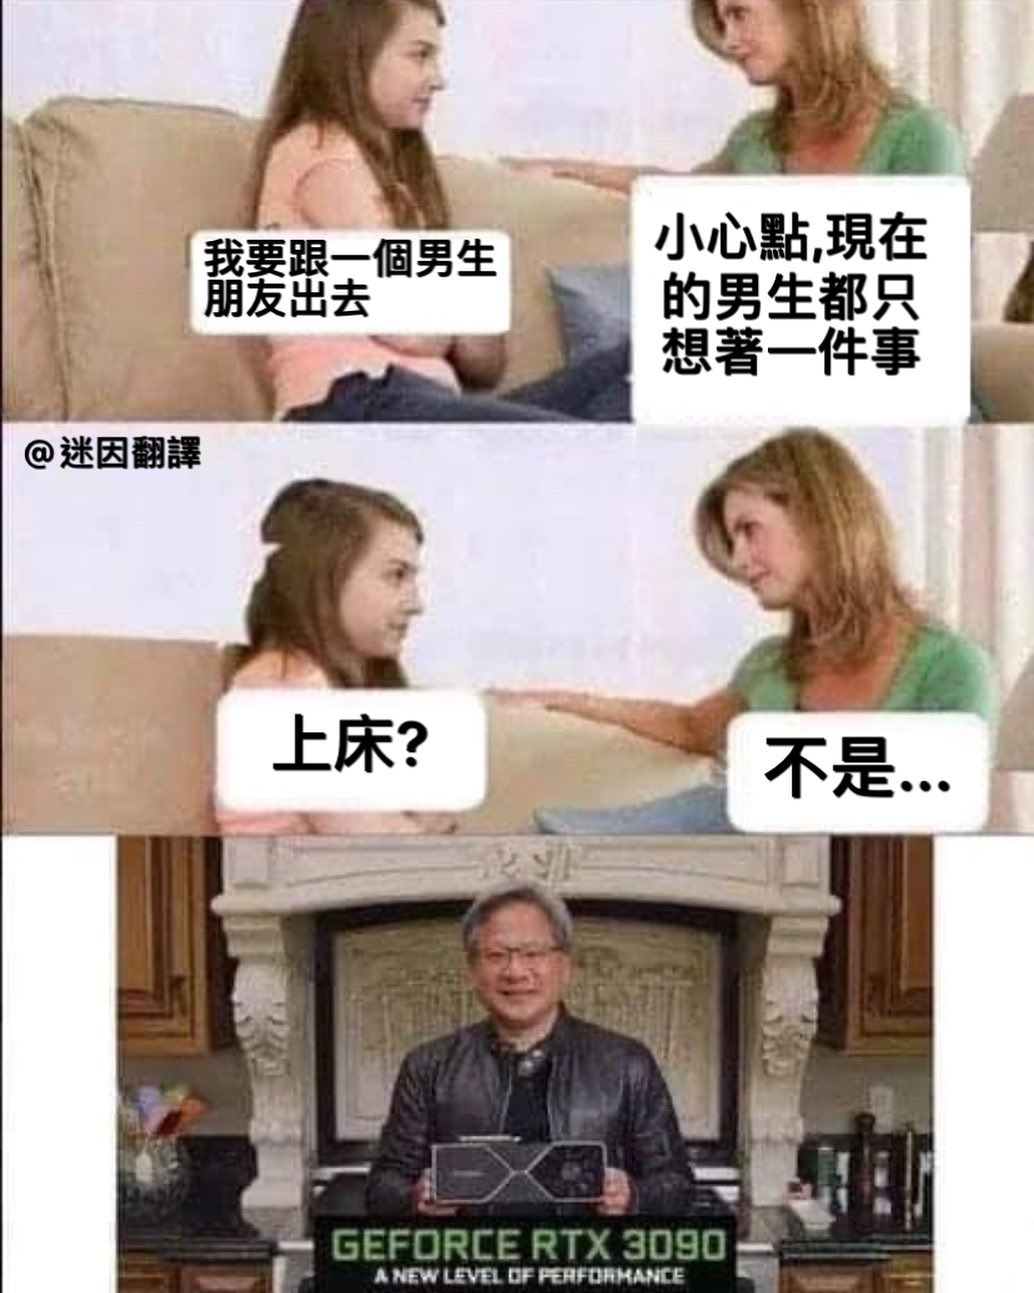 我要跟一個男生
朋友出去
小心點,現在
的男生都只
想著一件事
@迷因翻譯
上床?
不是...
GEFORCE RTX 3090
A NEW LEVEL OF PERFORMANCE